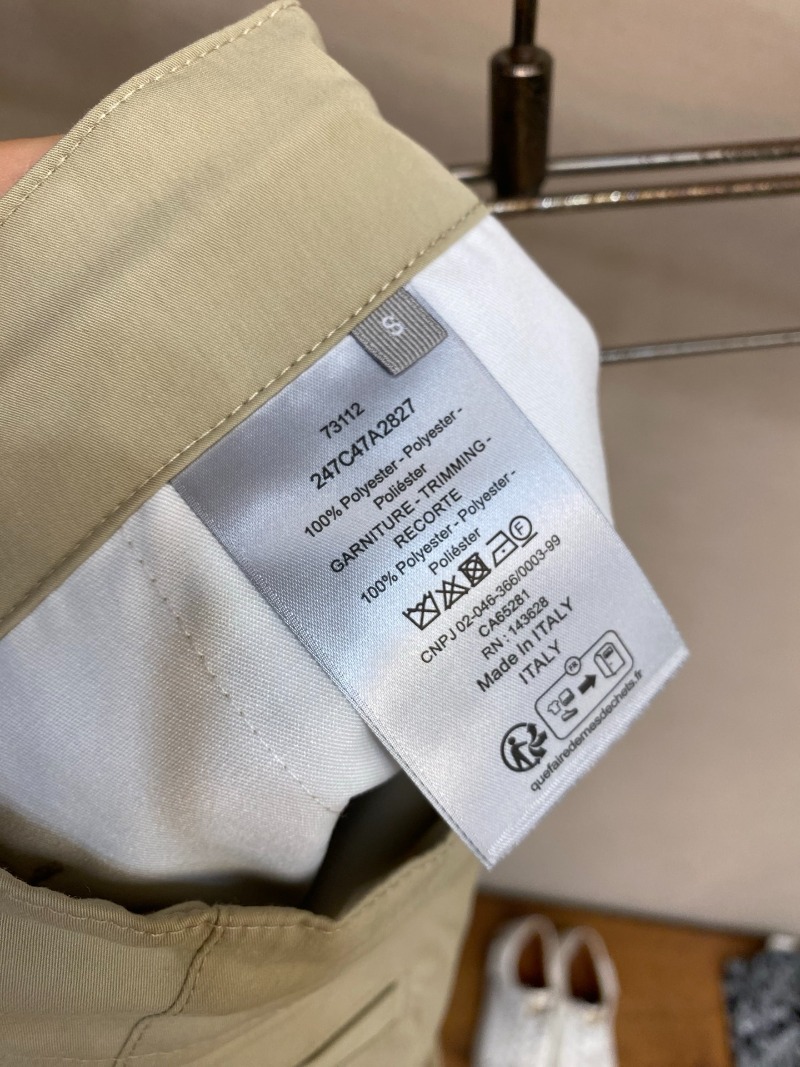 S
73112
247C47A2827
100% Polyester - Polyester -
Poliéster
GARNITURE - TRIMMING -
RECORTE
100% Polyester - Polyester -
Poliéster
F
CNPJ 02-046-366/0003-99
CA65281
RN : 143628
Made In ITALY
ITALY
FR
quefairedemesdechets.fr